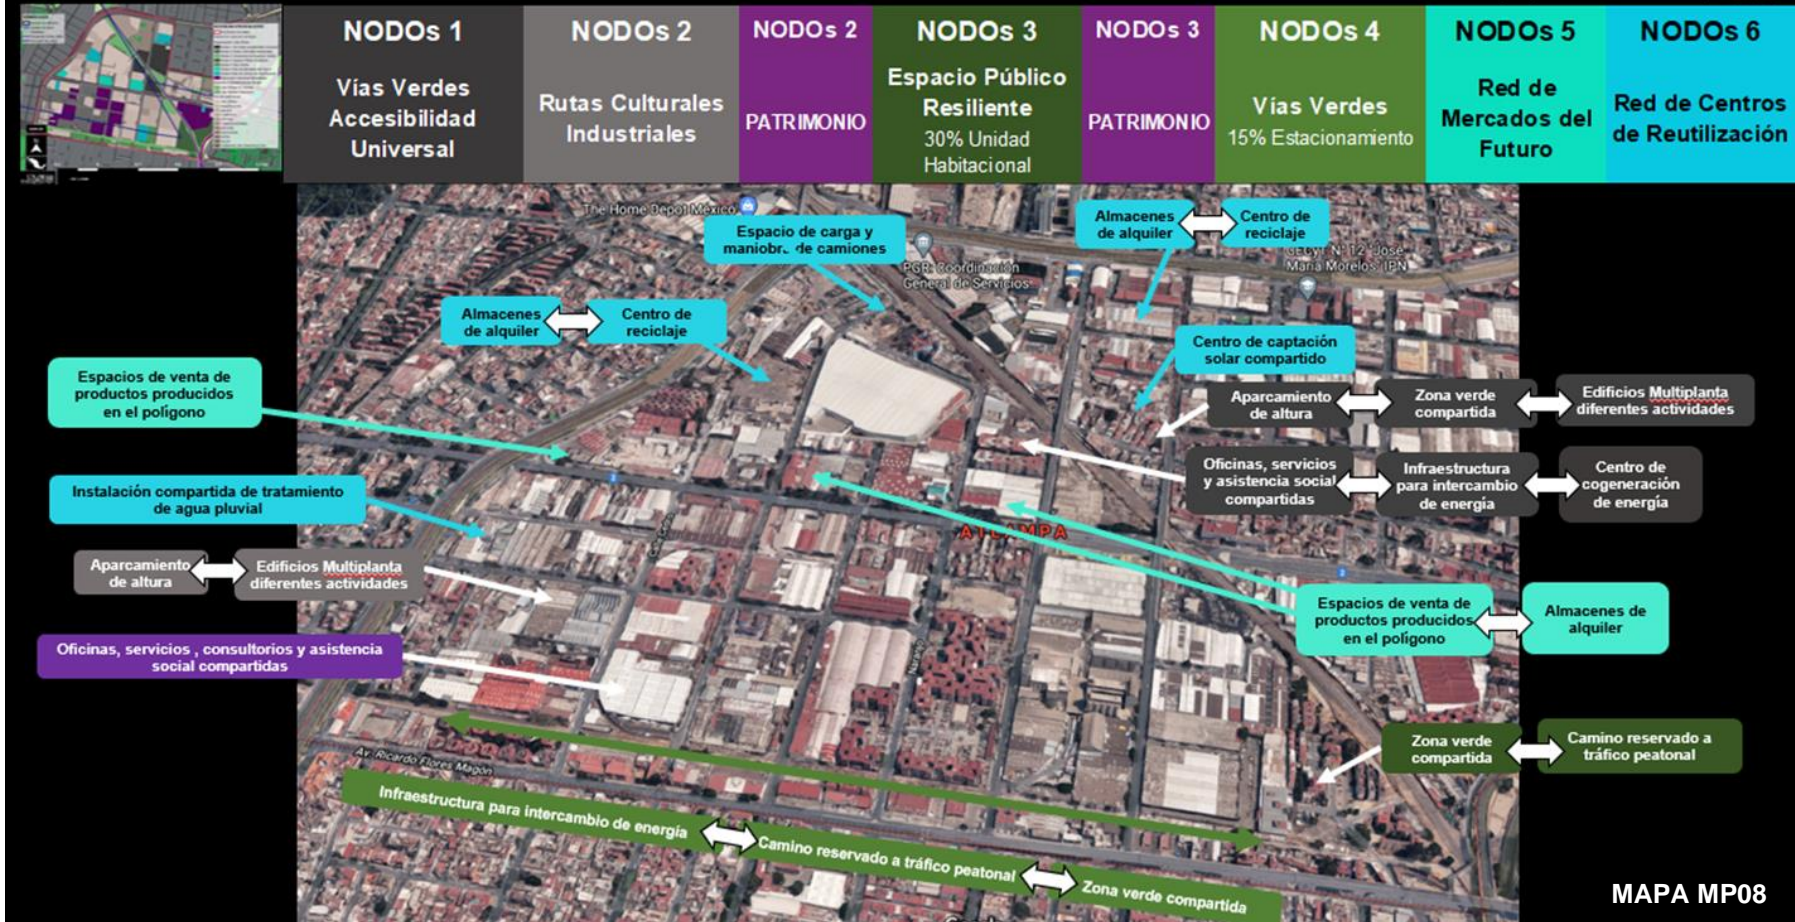 NODOs 1
Vías Verdes
Accesibilidad
Universal
NODOs 2
Rutas Culturales
Industriales
NODOs 2
PATRIMONIO
NODOs 3
Espacio Público
Resiliente
30% Unidad
Habitacional
NODOs 3
PATRIMONIO
NODOs 4
Vías Verdes
15% Estacionamiento
NODOs 5
Red de
Mercados del
Futuro
NODOs 6
Red de Centros
de Reutilización
The Home Depot México
Espacio de carga y
maniobr. de camiones
PGR: Coordinación
General de Servicios
Almacenes
de alquiler
Centro de
reciclaje
CECyT N° 12 "José
María Morelos" IPN
Almacenes
de alquiler
Centro de
reciclaje
Centro de captación
solar compartido
Espacios de venta de
productos producidos
en el polígono
Aparcamiento
de altura
Zona verde
compartida
Edificios Multiplanta
diferentes actividades
Oficinas, servicios
y asistencia social
compartidas
Infraestructura
para intercambio
de energía
Centro de
cogeneración
de energía
Instalación compartida de tratamiento
de agua pluvial
ATLAMPA
Aparcamiento
de altura
Edificios Multiplanta
diferentes actividades
Espacios de venta de
productos producidos
en el polígono
Almacenes de
alquiler
Oficinas, servicios , consultorios y asistencia
social compartidas
Naranjo
Zona verde
compartida
Camino reservado a
tráfico peatonal
Av. Ricardo Flores Magón
Infraestructura para intercambio de energía
Camino reservado a tráfico peatonal
Zona verde compartida
MAPA MP08